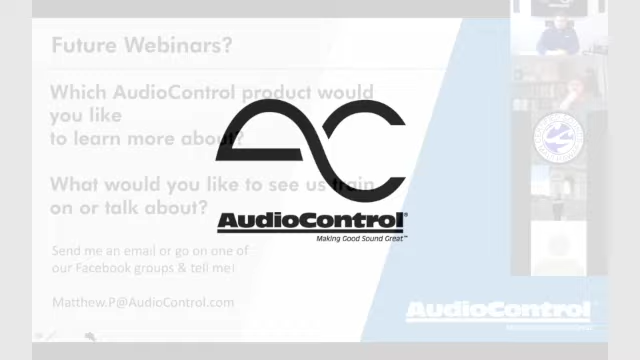 Future Webinars?
Which AudioControl product would
you like
to learn more about?
What would you like to see us train
on or talk about?
Send me an email or go on one of
our Facebook groups & tell me!
Matthew.P@AudioControl.com
AC
AudioControl®
Making Good Sound Great™
AudioControl